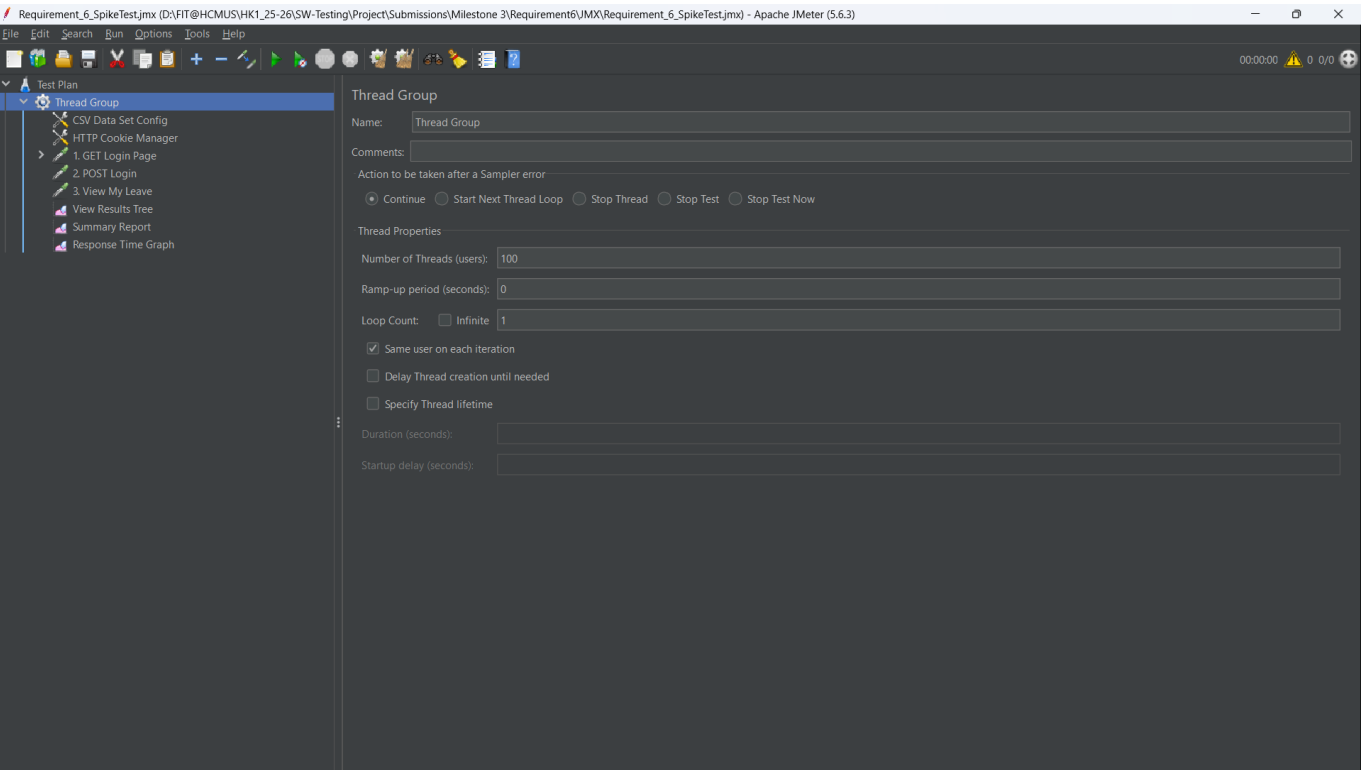 Requirement_6_SpikeTest.jmx (D:\FIT@HCMUS\HK1_25-26\SW-Testing\Project\Submissions\Milestone 3\Requirement6\JMX\Requirement_6_SpikeTest.jmx) - Apache JMeter (5.6.3)
File Edit Search Run Options Tools Help
00:00:00 0 0/0
Test Plan
Thread Group
CSV Data Set Config
HTTP Cookie Manager
1. GET Login Page
2. POST Login
3. View My Leave
View Results Tree
Summary Report
Response Time Graph
Thread Group
Name: Thread Group
Comments:
Action to be taken after a Sampler error
Continue Start Next Thread Loop Stop Thread Stop Test Stop Test Now
Thread Properties
Number of Threads (users): 100
Ramp-up period (seconds): 0
Loop Count: Infinite 1
Same user on each iteration
Delay Thread creation until needed
Specify Thread lifetime
Duration (seconds):
Startup delay (seconds):